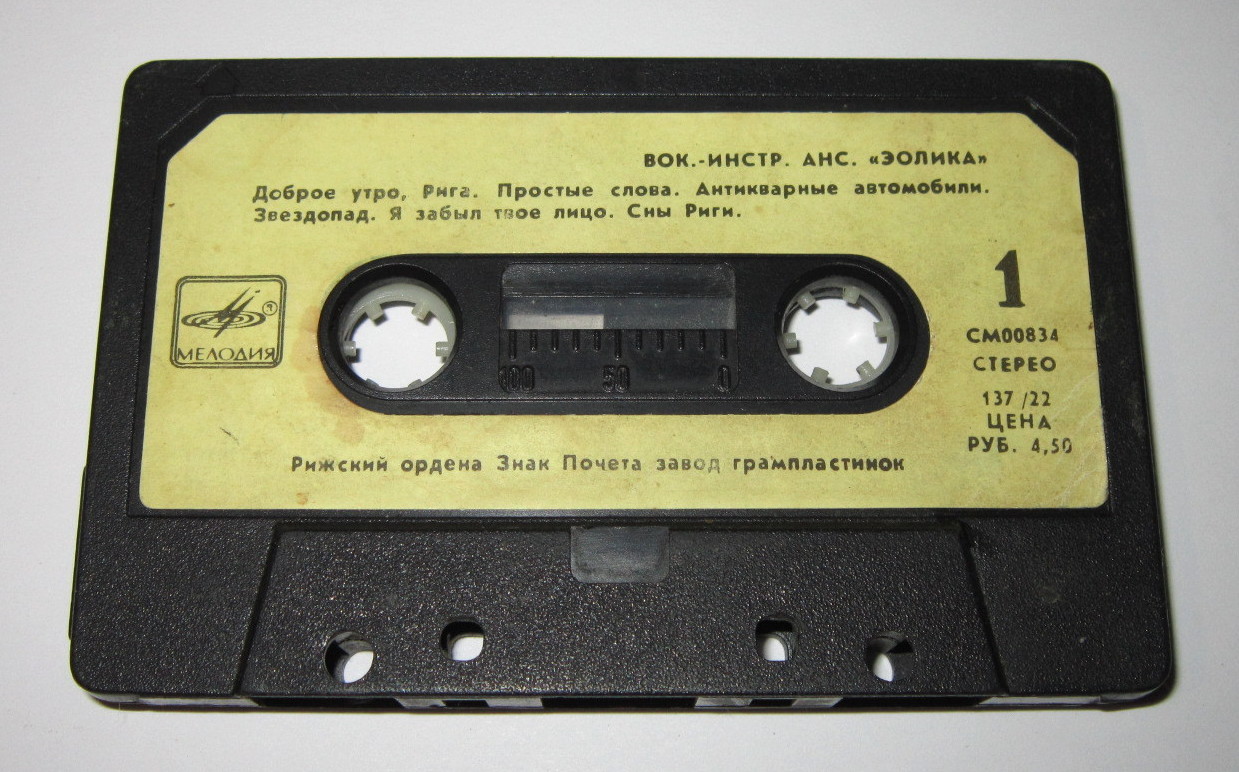 ВОК.-ИНСТР. АНС. «ЭОЛИКА»
Доброе утро, Рига. Простые слова. Антикварные автомобили.
Звездопад. Я забыл твое лицо. Сны Риги.
МЕЛОДИЯ
®
1
СМ00834
СТЕРЕО
137/22
ЦЕНА
РУБ. 4,50
100 50 0
Рижский ордена Знак Почета завод грампластинок